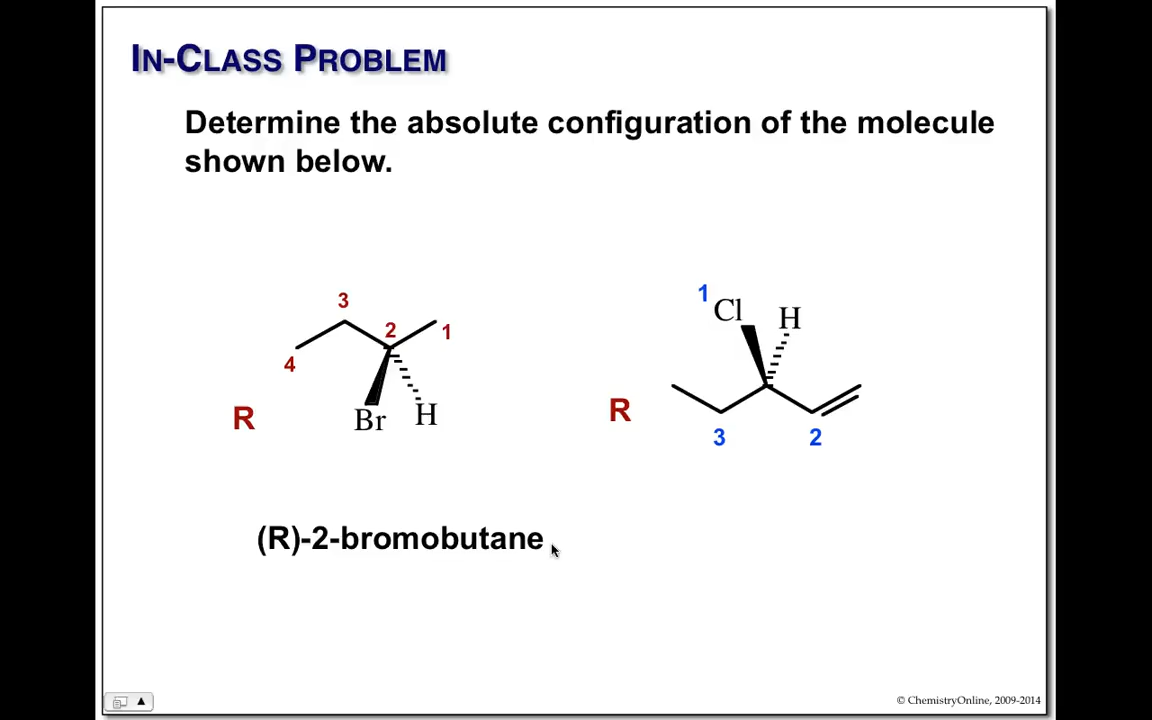 IN-CLASS PROBLEM
Determine the absolute configuration of the molecule
shown below.
3
2
1
4
Br
H
R
1
Cl
H
R
3
2
(R)-2-bromobutane
© ChemistryOnline, 2009-2014